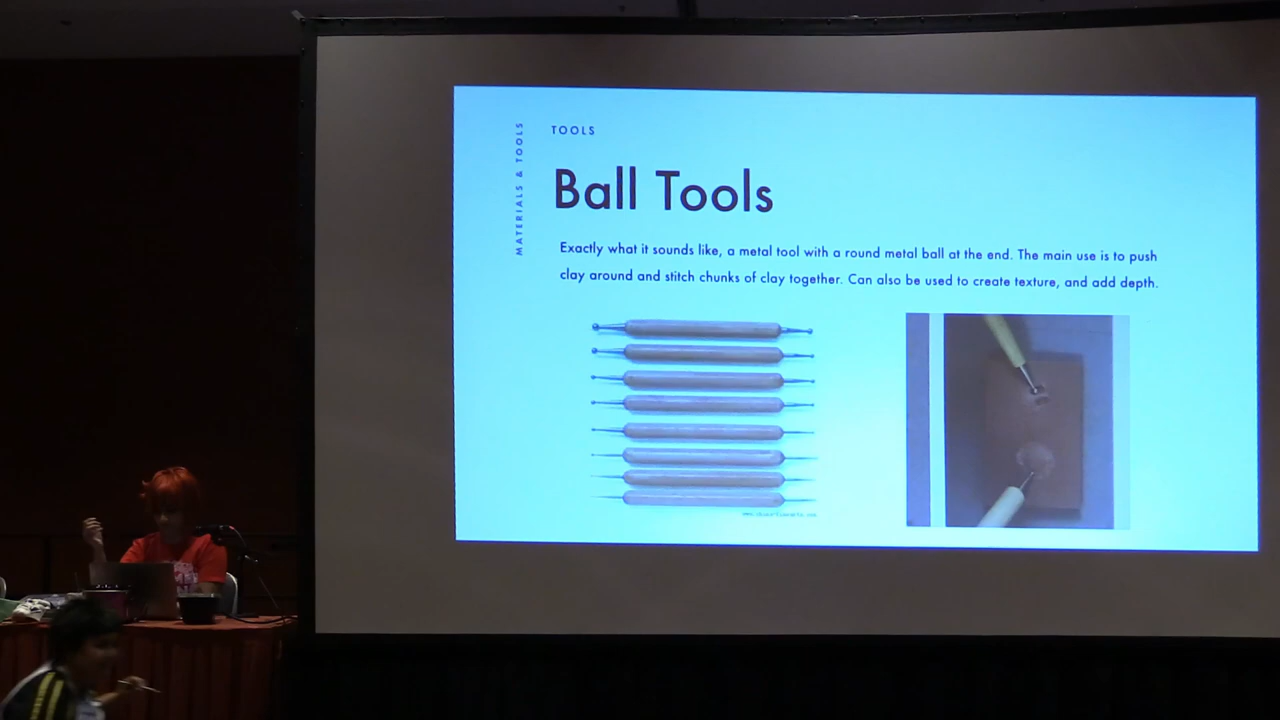 MATERIALS & TOOLS
TOOLS
Ball Tools
Exactly what it sounds like, a metal tool with a round metal ball at the end. The main use is to push
clay around and stitch chunks of clay together. Can also be used to create texture, and add depth.